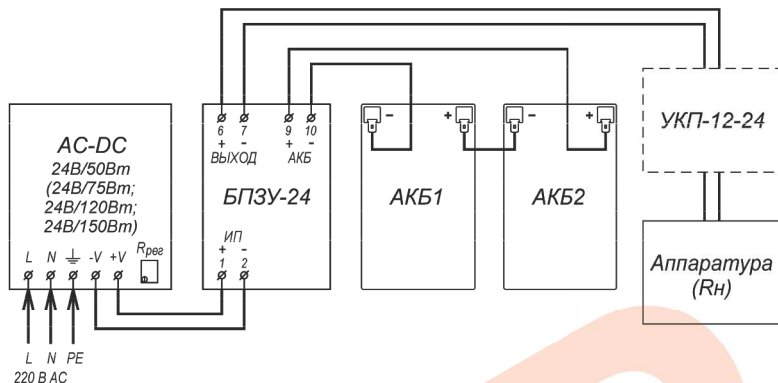 AC-DC
24В/50Вт
(24В/75Вт;
24В/120Вт;
24В/150Вт)
L N -V +V Rрег
L N PE
220 В AC
6 7 9 10
+ - + -
ВЫХОД АКБ
БПЗУ-24
ИП
+ -
1 2
- +
АКБ1
- +
АКБ2
УКП-12-24
Аппаратура
(Rн)